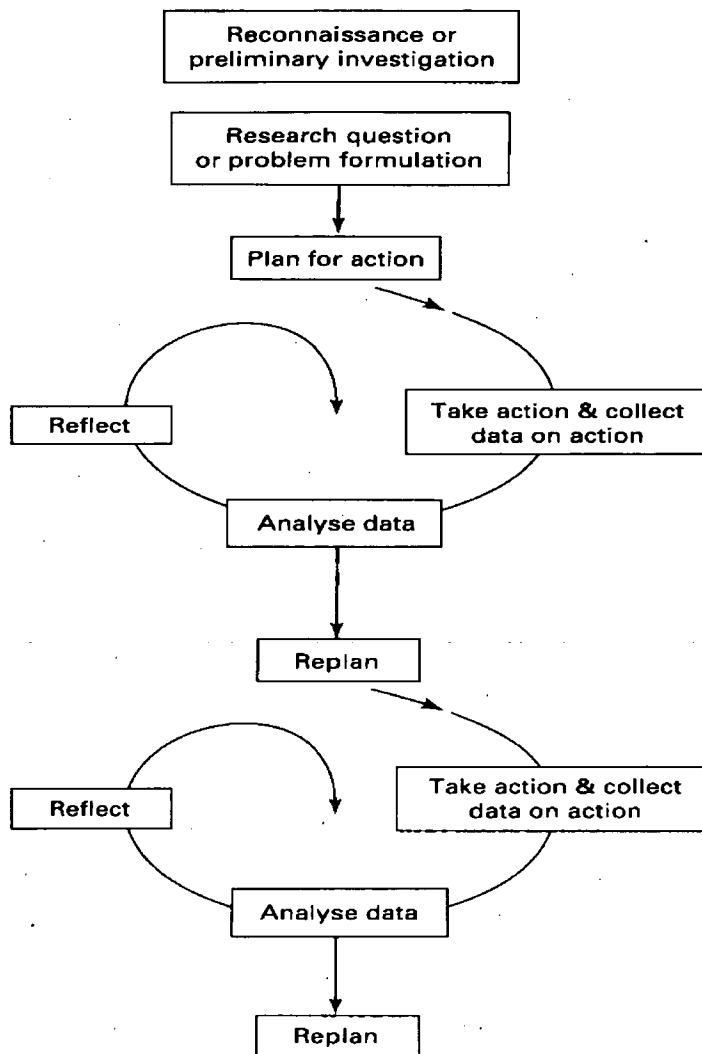 Reconnaissance or
preliminary investigation
Research question
or problem formulation
Plan for action
Take action & collect
data on action
Reflect
Analyse data
Replan
Take action & collect
data on action
Reflect
Analyse data
Replan